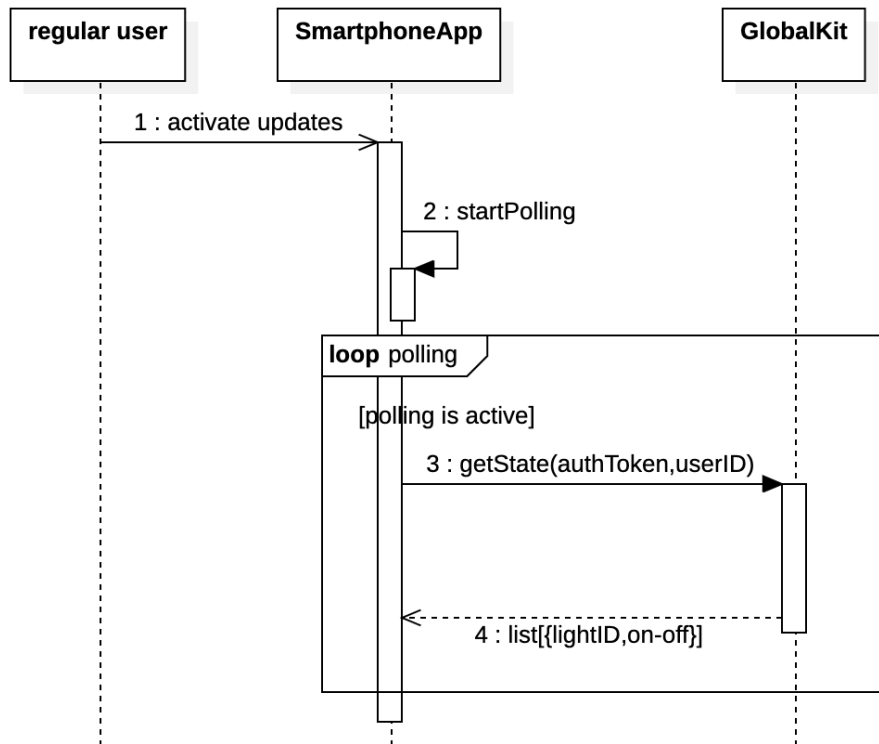 regular user
SmartphoneApp
GlobalKit
1 : activate updates
2 : startPolling
loop polling
[polling is active]
3 : getState(authToken,userID)
4 : list[{lightID,on-off}]